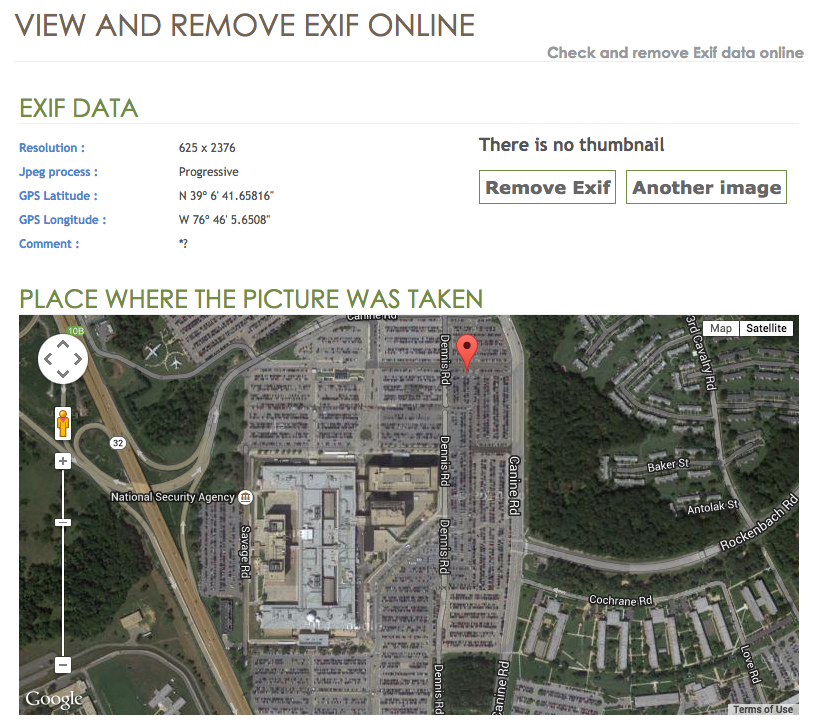 VIEW AND REMOVE EXIF ONLINE
Check and remove Exif data online
EXIF DATA
Resolution : 625 x 2376
Jpeg process : Progressive
GPS Latitude : N 39° 6' 41.65816"
GPS Longitude : W 76° 46' 5.6508"
Comment : *?
There is no thumbnail
Remove Exif Another image
PLACE WHERE THE PICTURE WAS TAKEN
Canine Rd
10B
Map Satellite
3rd Cavalry Rd
Dennis Rd
32
Dennis Rd
Canine Rd
Baker St
National Security Agency
Antolak St
Rockenbach Rd
Savage Rd
Dennis Rd
Cochrane Rd
Love Rd
Dennis Rd
Canine Rd
Google
Terms of Use